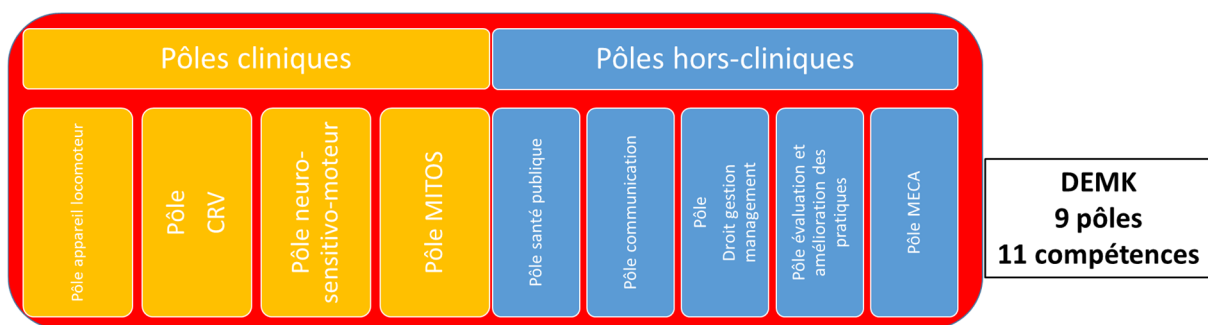 Pôles cliniques
Pôles hors-cliniques
Pôle appareil locomoteur
Pôle
CRV
Pôle neuro-
sensitivo-moteur
Pôle MITOS
Pôle santé publique
Pôle communication
Pôle
Droit gestion
management
Pôle évaluation et
amélioration des
pratiques
Pôle MECA
DEMK
9 pôles
11 compétences